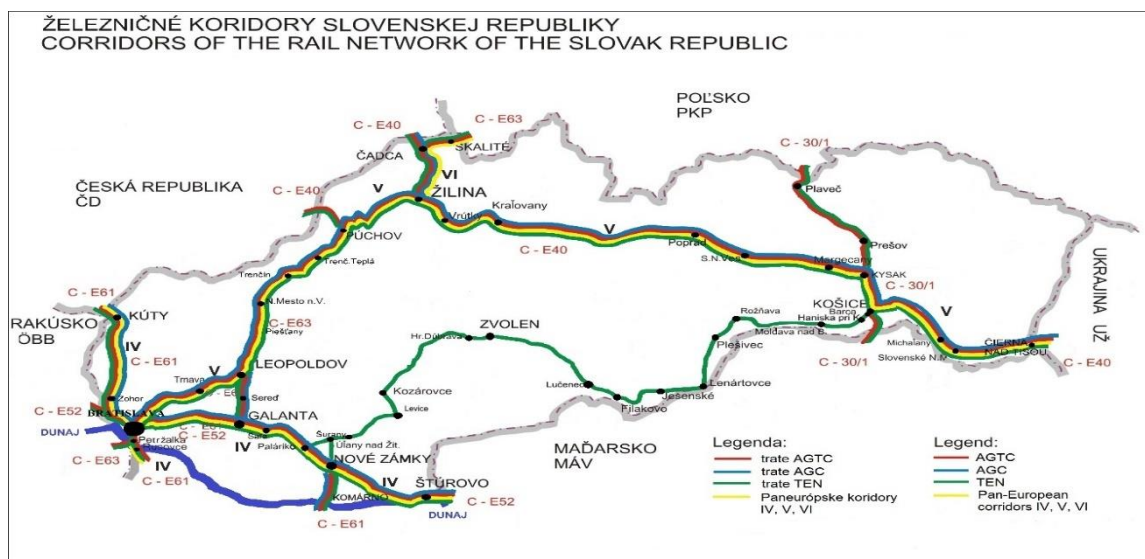 ŽELEZNIČNÉ KORIDORY SLOVENSKEJ REPUBLIKY
CORRIDORS OF THE RAIL NETWORK OF THE SLOVAK REPUBLIC
POĽSKO
PKP
C - E40
C - E63
SKALITÉ
ČADCA
C - 30/1
Plaveč
ČESKÁ REPUBLIKA
ČD
V
VI
C - E40
ŽILINA
Vrútky
Kraľovany
V
C - E40
PÚCHOV
Poprad
Prešov
S.N.Ves
Margecany
KYSAK
UKRAJINA UŽ
Trenč.Teplá
Trenčín
C - E61
KÚTY
N.Mesto n.V.
C - E63
Piešťany
RAKÚSKO
ÖBB
IV
C - E61
KOŠICE
C - 30/1
Barca
Haniska pri K.
Moldava nad B.
Rožňava
Plešivec
V
Michaľany
Slovenské N.M.
ČIERNA
NAD TISOU
C - E40
C - 30/1
ZVOLEN
Hr.Dúbrava
LEOPOLDOV
V
Trnava
Sereď
Zohor
Kozárovce
Levice
Lučenec
Fiľakovo
Jesenské
Lenártovce
C - E52
BRATISLAVA
GALANTA
C - E52
DUNAJ
Petržalka
IV
Šaľa
Palárikovo
Šurany
Úľany nad Žit.
NOVÉ ZÁMKY
C - E63
IV
C - E61
IV
ŠTÚROVO
C - E52
KOMÁRNO
DUNAJ
C - E61
MAĎARSKO
MÁV
Legenda:
trate AGTC
trate AGC
trate TEN
Paneurópske koridory
IV, V, VI
Legend:
AGTC
AGC
TEN
Pan-European
corridors IV, V, VI